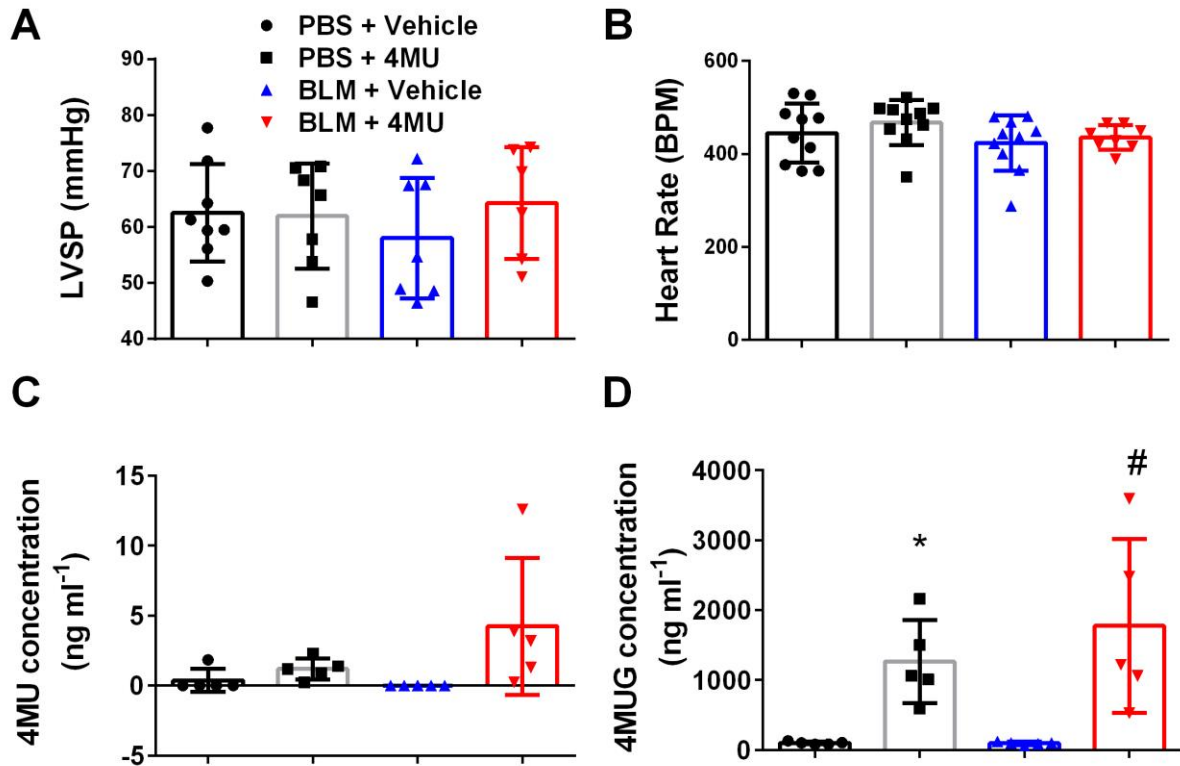 A
PBS + Vehicle
PBS + 4MU
BLM + Vehicle
BLM + 4MU
LVSP (mmHg)
90
80
70
60
50
40
B
Heart Rate (BPM)
600
400
200
0
C
4MU concentration
(ng ml⁻¹)
15
10
5
0
-5
D
4MUG concentration
(ng ml⁻¹)
4000
3000
2000
1000
0
*
#